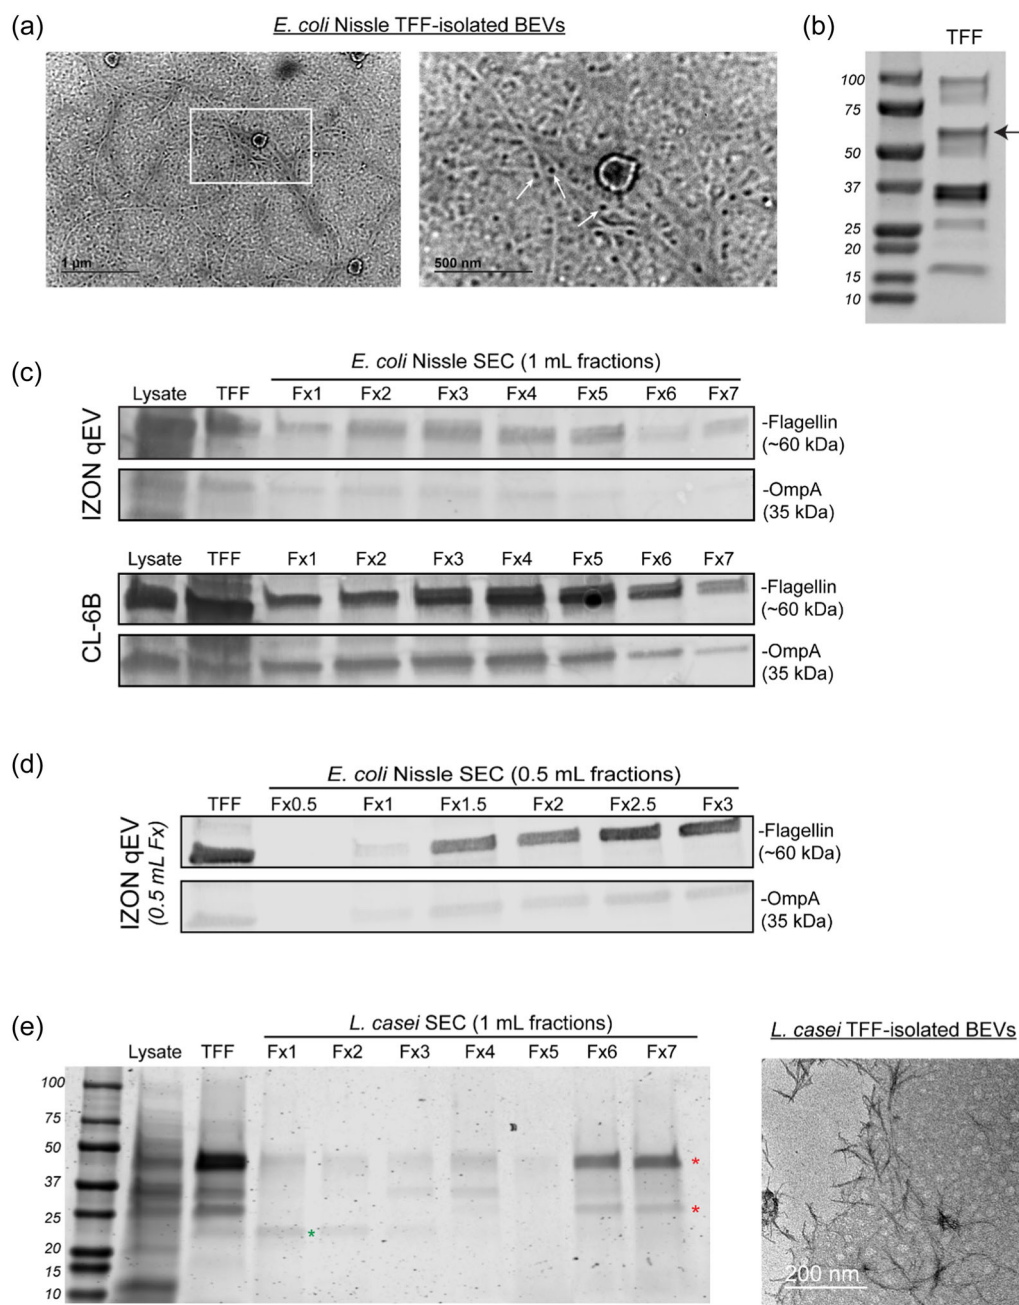 (a)
E. coli Nissle TFF-isolated BEVs
1 µm
500 nm
(b)
TFF
100
75
50
37
25
20
15
10
(c)
E. coli Nissle SEC (1 mL fractions)
Lysate TFF Fx1 Fx2 Fx3 Fx4 Fx5 Fx6 Fx7
IZON qEV
-Flagellin
(~60 kDa)
-OmpA
(35 kDa)
Lysate TFF Fx1 Fx2 Fx3 Fx4 Fx5 Fx6 Fx7
CL-6B
-Flagellin
(~60 kDa)
-OmpA
(35 kDa)
(d)
E. coli Nissle SEC (0.5 mL fractions)
TFF Fx0.5 Fx1 Fx1.5 Fx2 Fx2.5 Fx3
IZON qEV
(0.5 mL Fx)
-Flagellin
(~60 kDa)
-OmpA
(35 kDa)
(e)
L. casei SEC (1 mL fractions)
Lysate TFF Fx1 Fx2 Fx3 Fx4 Fx5 Fx6 Fx7
100
75
50
37
25
20
15
10
*
*
*
L. casei TFF-isolated BEVs
200 nm